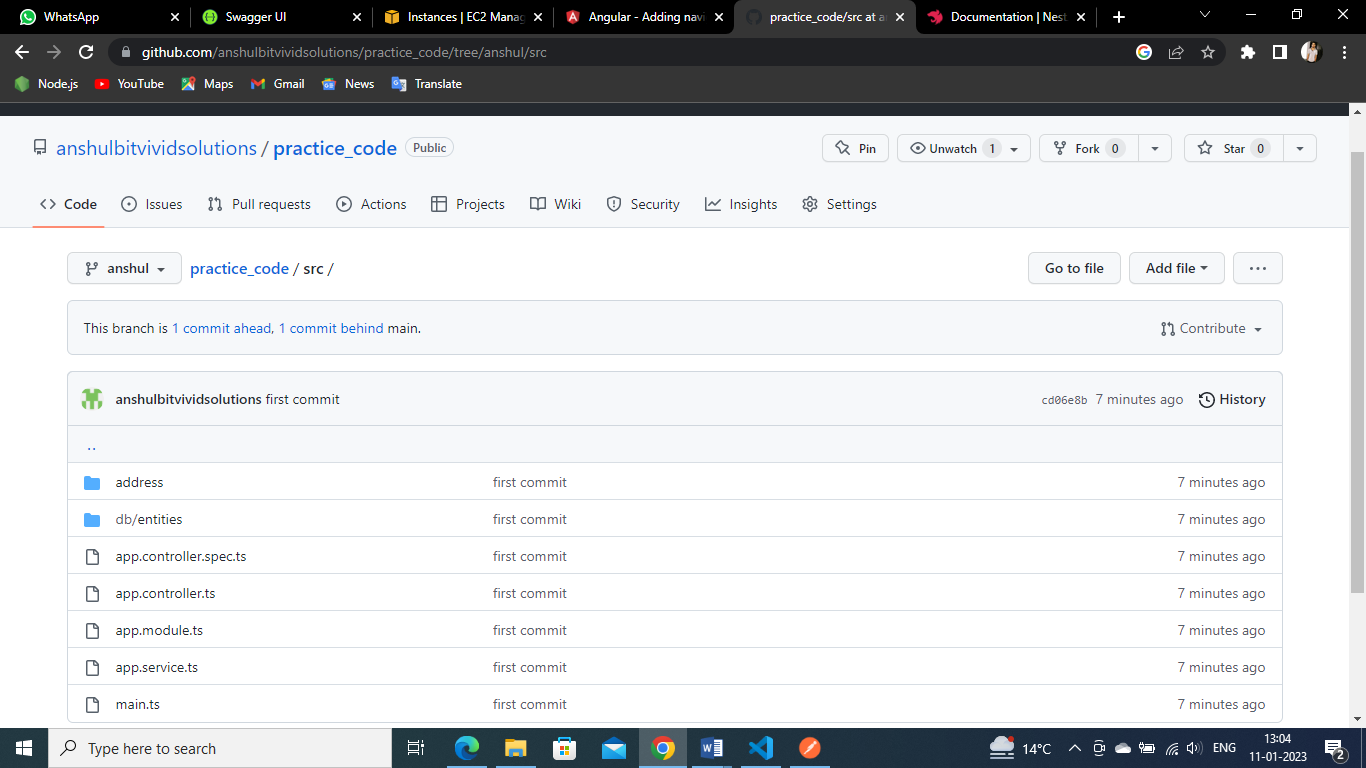 WhatsApp Swagger UI Instances | EC2 Manag Angular - Adding navi practice_code/src at an Documentation | Nest
github.com/anshulbitvividsolutions/practice_code/tree/anshul/src
Node.js YouTube Maps Gmail News Translate
anshulbitvividsolutions / practice_code Public Pin Unwatch 1 Fork 0 Star 0
Code Issues Pull requests Actions Projects Wiki Security Insights Settings
anshul practice_code / src / Go to file Add file ...
This branch is 1 commit ahead, 1 commit behind main. Contribute
anshulbitvividsolutions first commit cd06e8b 7 minutes ago History
..
address first commit 7 minutes ago
db/entities first commit 7 minutes ago
app.controller.spec.ts first commit 7 minutes ago
app.controller.ts first commit 7 minutes ago
app.module.ts first commit 7 minutes ago
app.service.ts first commit 7 minutes ago
main.ts first commit 7 minutes ago
Type here to search 14°C ENG 13:04
11-01-2023 2